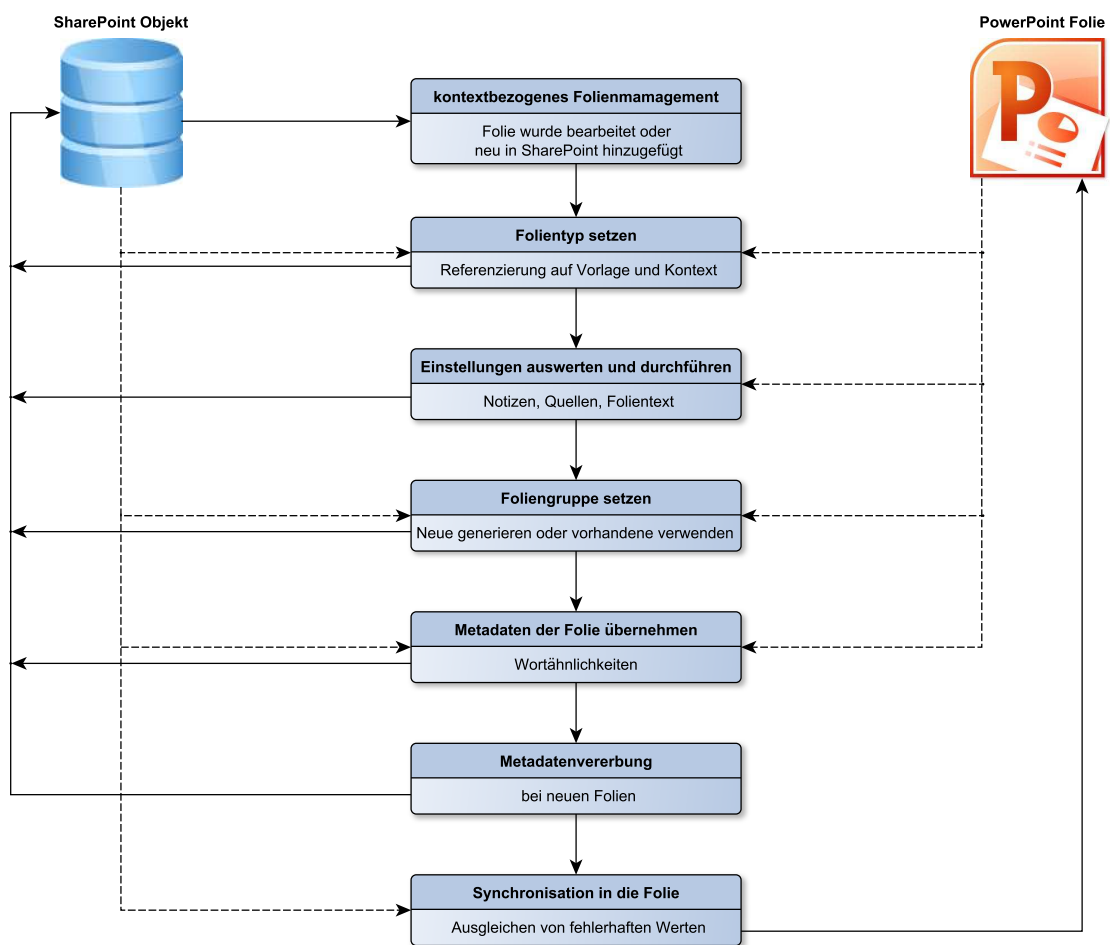 SharePoint Objekt
PowerPoint Folie
P
kontextbezogenes Folienmamagement
Folie wurde bearbeitet oder
neu in SharePoint hinzugefügt
Folientyp setzen
Referenzierung auf Vorlage und Kontext
Einstellungen auswerten und durchführen
Notizen, Quellen, Folientext
Foliengruppe setzen
Neue generieren oder vorhandene verwenden
Metadaten der Folie übernehmen
Wortähnlichkeiten
Metadatenvererbung
bei neuen Folien
Synchronisation in die Folie
Ausgleichen von fehlerhaften Werten